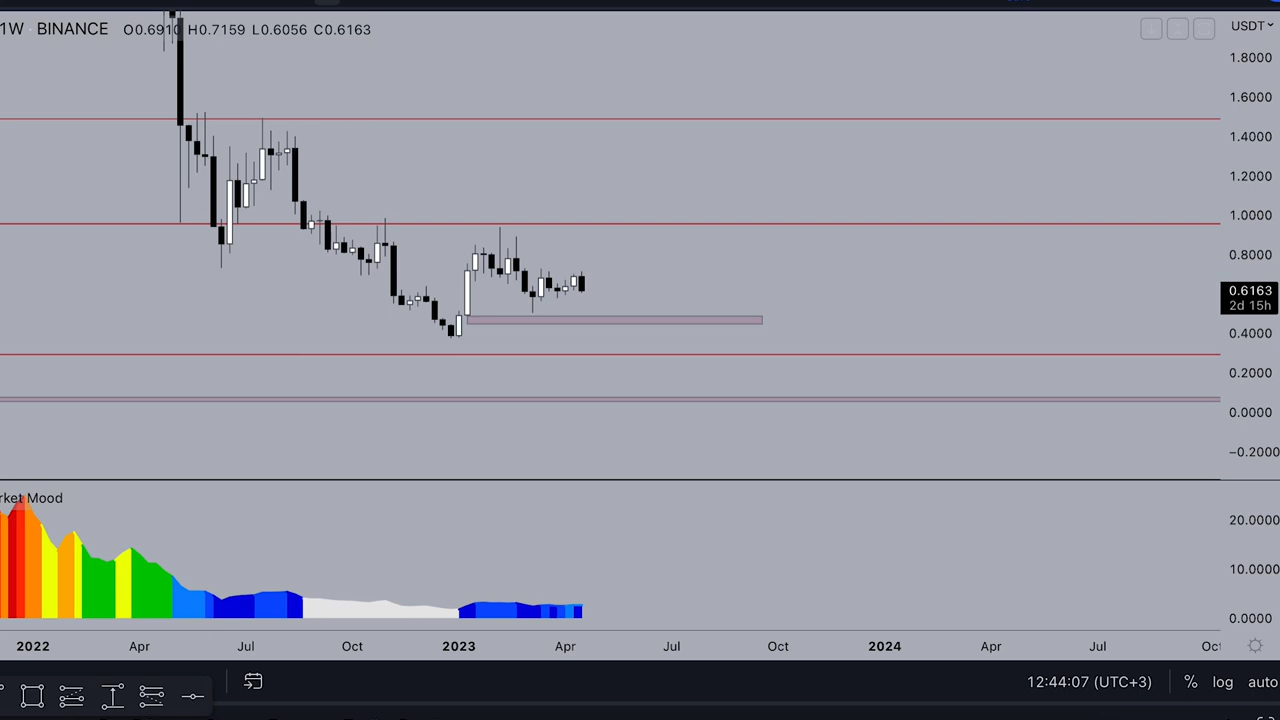 1W · BINANCE O0.6910 H0.7159 L0.6056 C0.6163
USDT
1.8000
1.6000
1.4000
1.2000
1.0000
0.8000
0.6163
2d 15h
0.4000
0.2000
0.0000
−0.2000
rket Mood
20.0000
10.0000
0.0000
2022 Apr Jul Oct 2023 Apr Jul Oct 2024 Apr Jul Oct
12:44:07 (UTC+3) % log auto